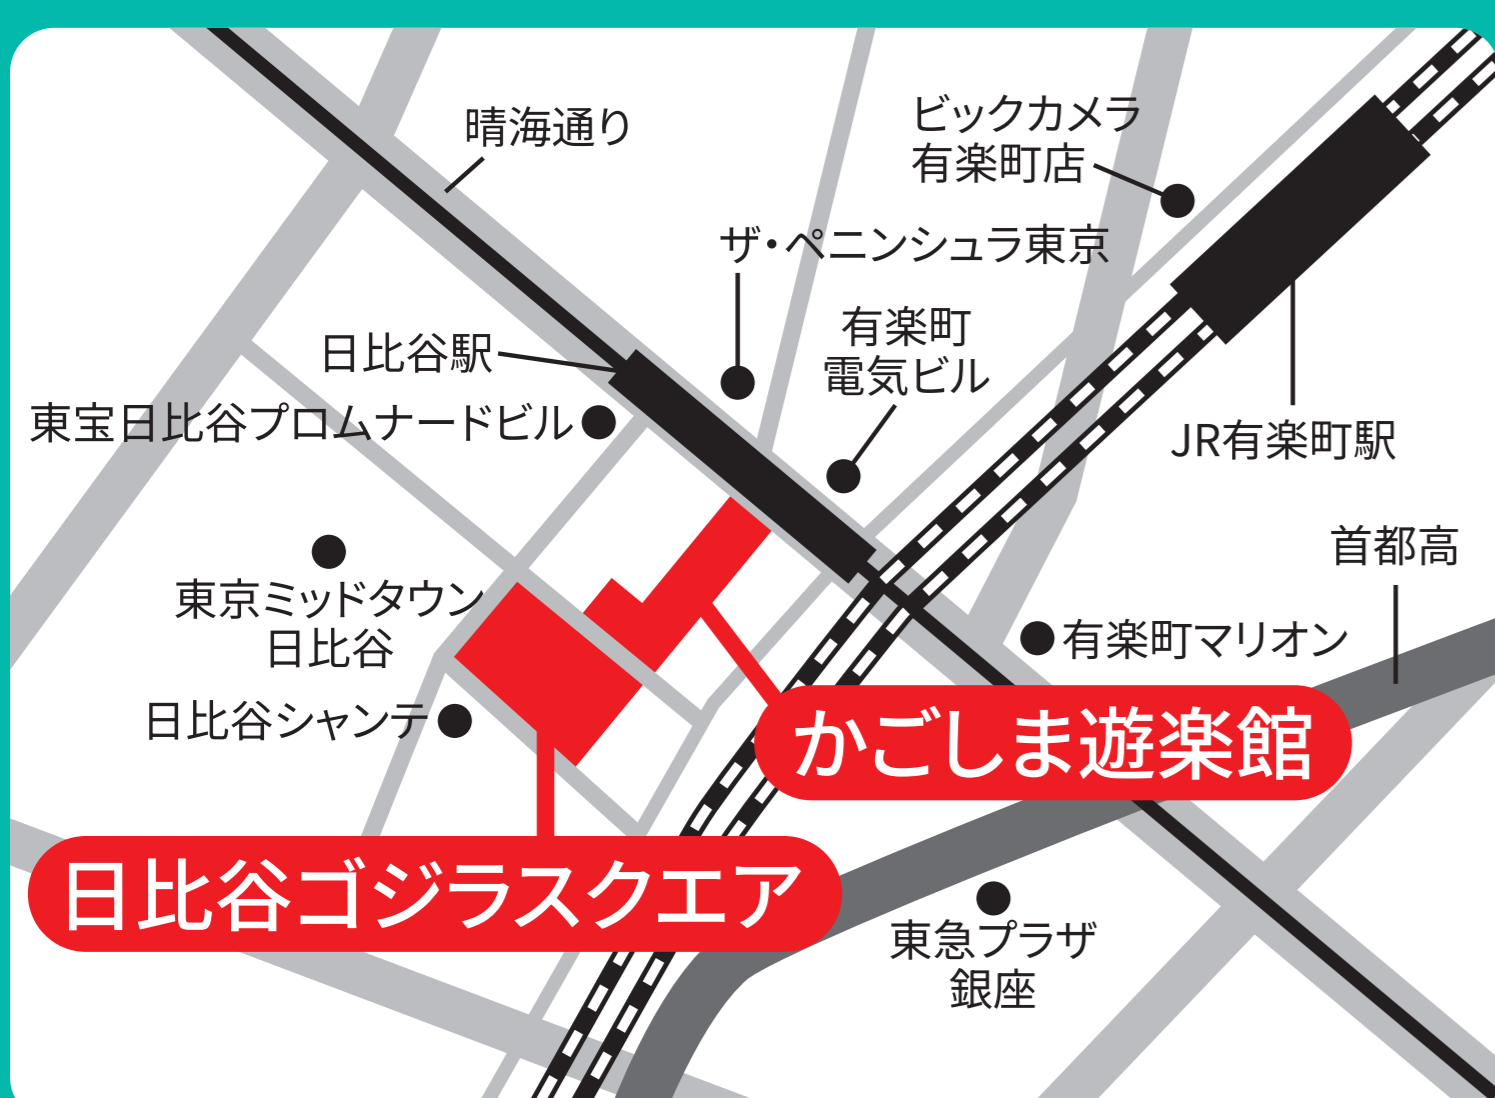 晴海通り
ビックカメラ
有楽町店
ザ・ペニンシュラ東京
有楽町
電気ビル
日比谷駅
東宝日比谷プロムナードビル
JR有楽町駅
首都高
東京ミッドタウン
日比谷
有楽町マリオン
日比谷シャンテ
かごしま遊楽館
日比谷ゴジラスクエア
東急プラザ
銀座